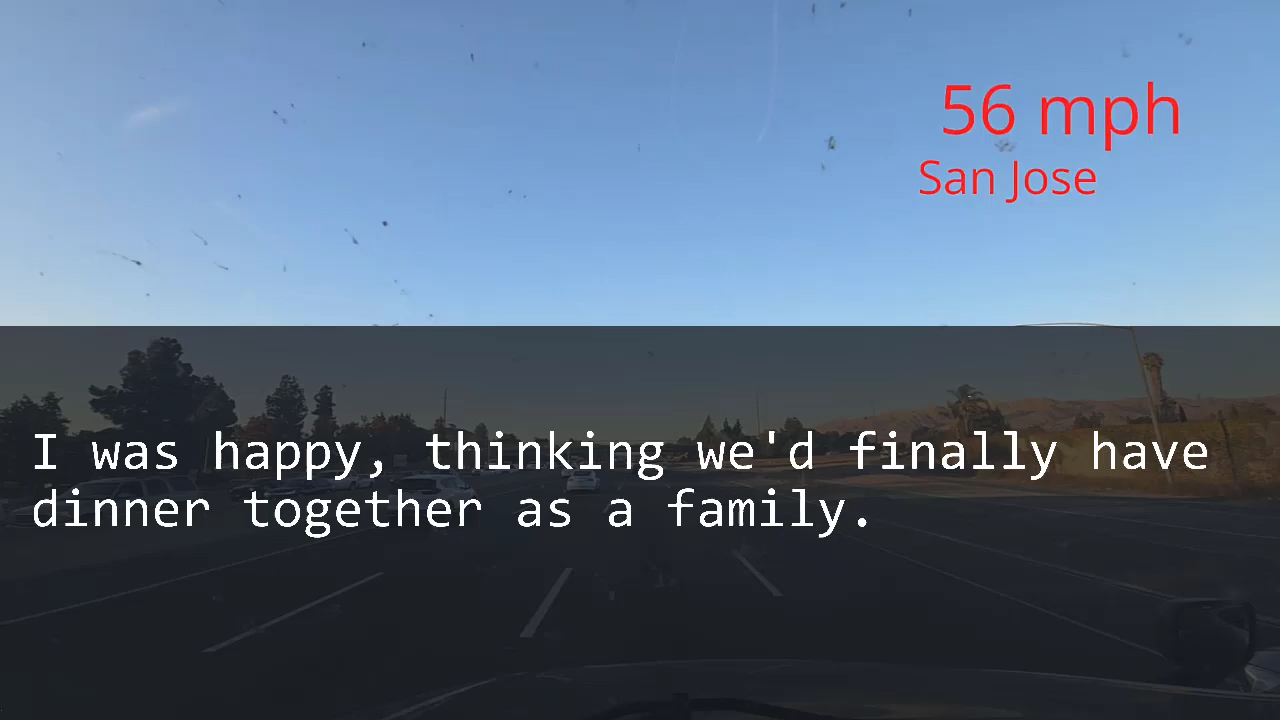 56 mph
San Jose
I was happy, thinking we'd finally have
dinner together as a family.